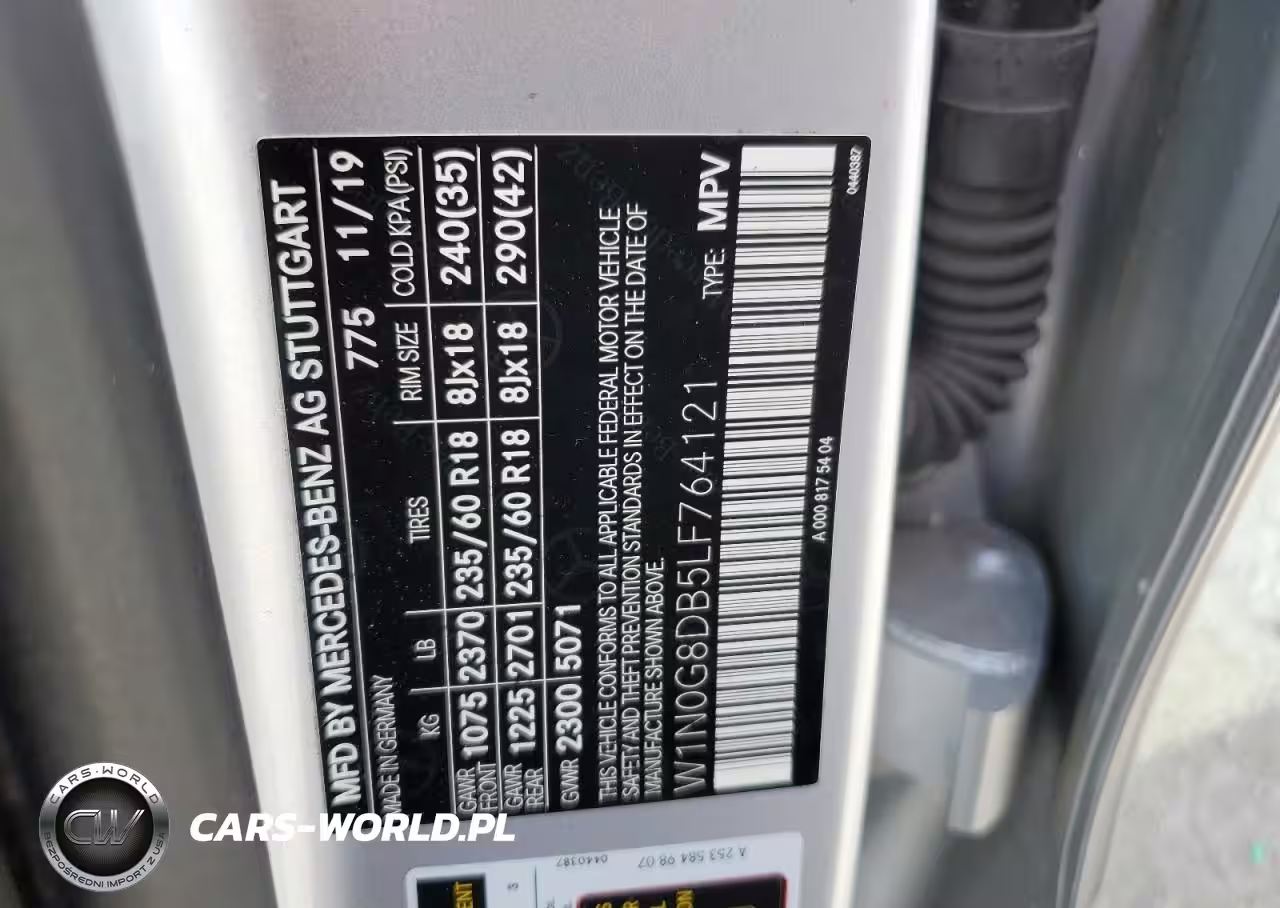 MFD BY MERCEDES-BENZ AG STUTTGART
MADE IN GERMANY 775 11/19
KG LB TIRES RIM SIZE COLD KPA(PSI)
GAWR FRONT 1075 2370 235/60 R18 8Jx18 240(35)
GAWR REAR 1225 2701 235/60 R18 8Jx18 290(42)
GVWR 2300 5071
THIS VEHICLE CONFORMS TO ALL APPLICABLE FEDERAL MOTOR VEHICLE
SAFETY AND THEFT PREVENTION STANDARDS IN EFFECT ON THE DATE OF
MANUFACTURE SHOWN ABOVE.
W1N0G8DB5LF764121 TYPE: MPV
A 000 817 54 04 0440387
A 253 584 98 07 0440387
CW
CARS-WORLD
BEZPOŚREDNI IMPORT Z USA
CARS-WORLD.PL